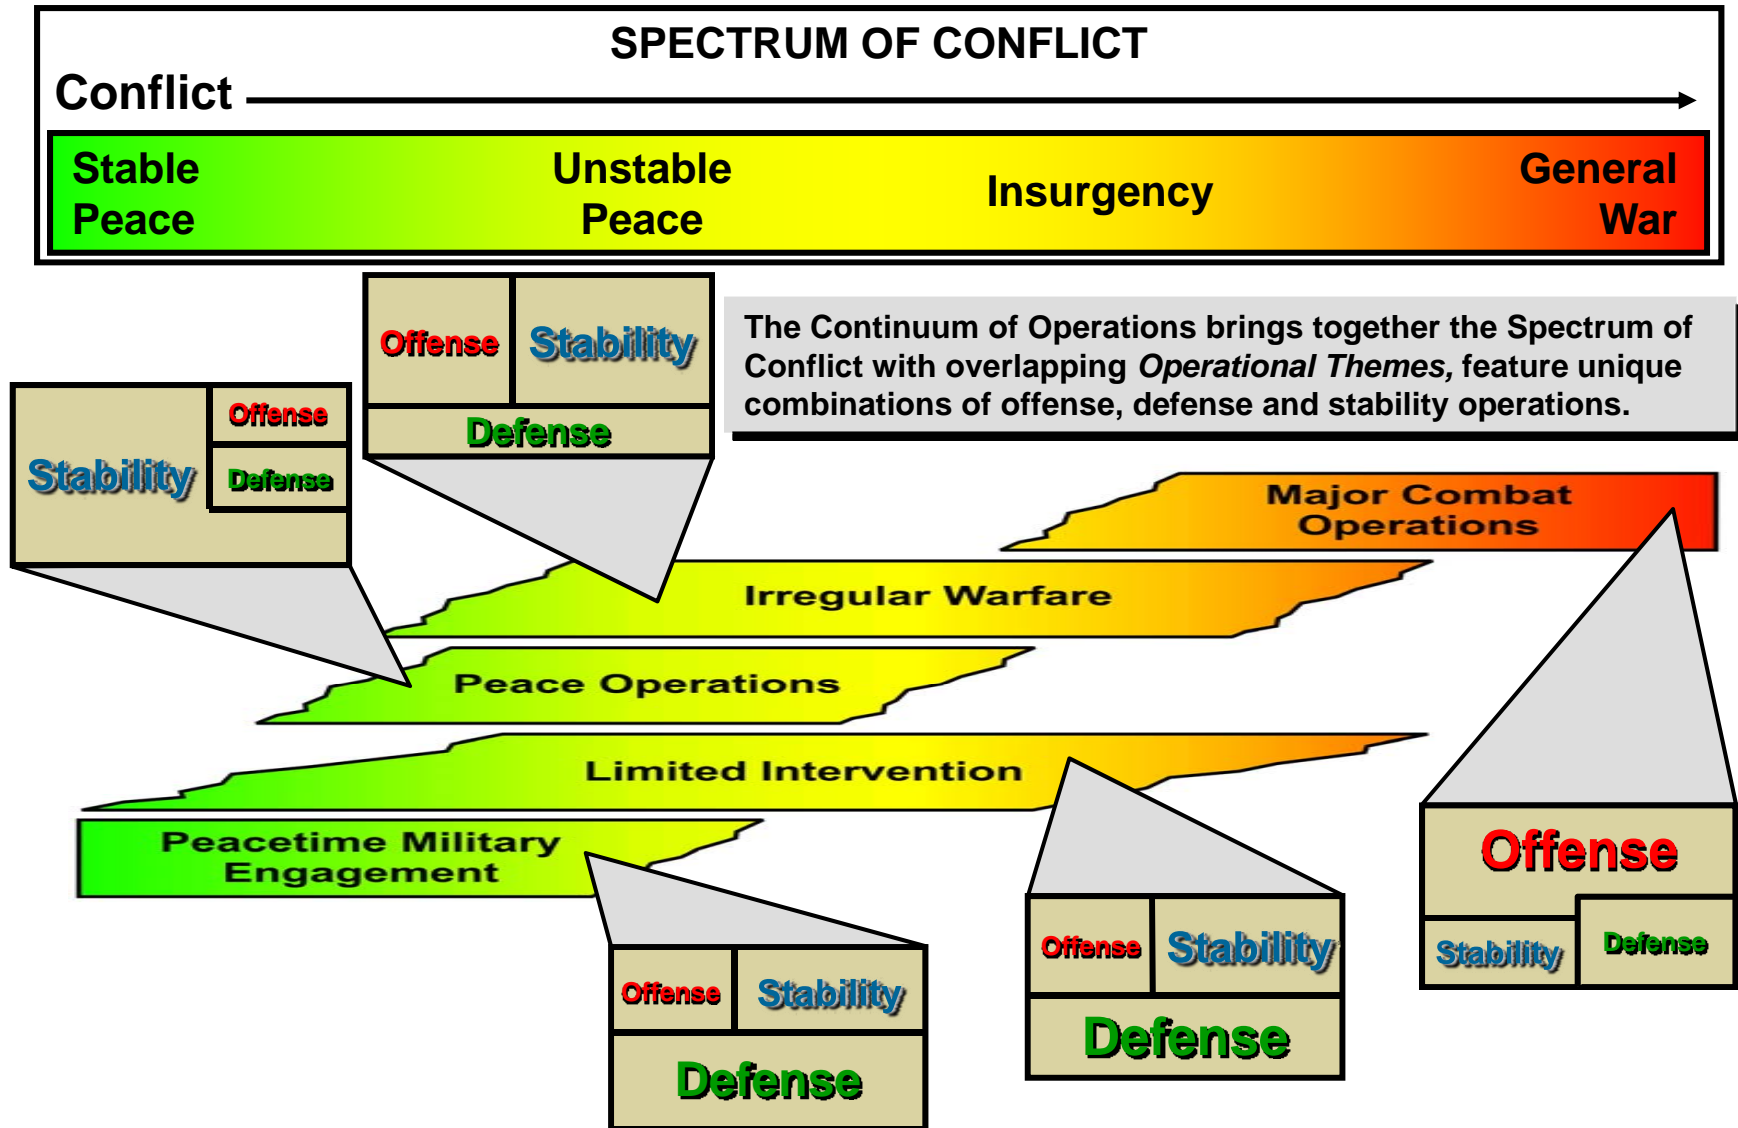 SPECTRUM OF CONFLICT
Conflict
Stable
Peace
Unstable
Peace
Insurgency
General
War
Offense
Stability
Defense
The Continuum of Operations brings together the Spectrum of
Conflict with overlapping Operational Themes, feature unique
combinations of offense, defense and stability operations.
Stability
Offense
Defense
Major Combat
Operations
Irregular Warfare
Peace Operations
Limited Intervention
Peacetime Military
Engagement
Offense
Stability
Defense
Offense
Stability
Defense
Offense
Stability
Defense